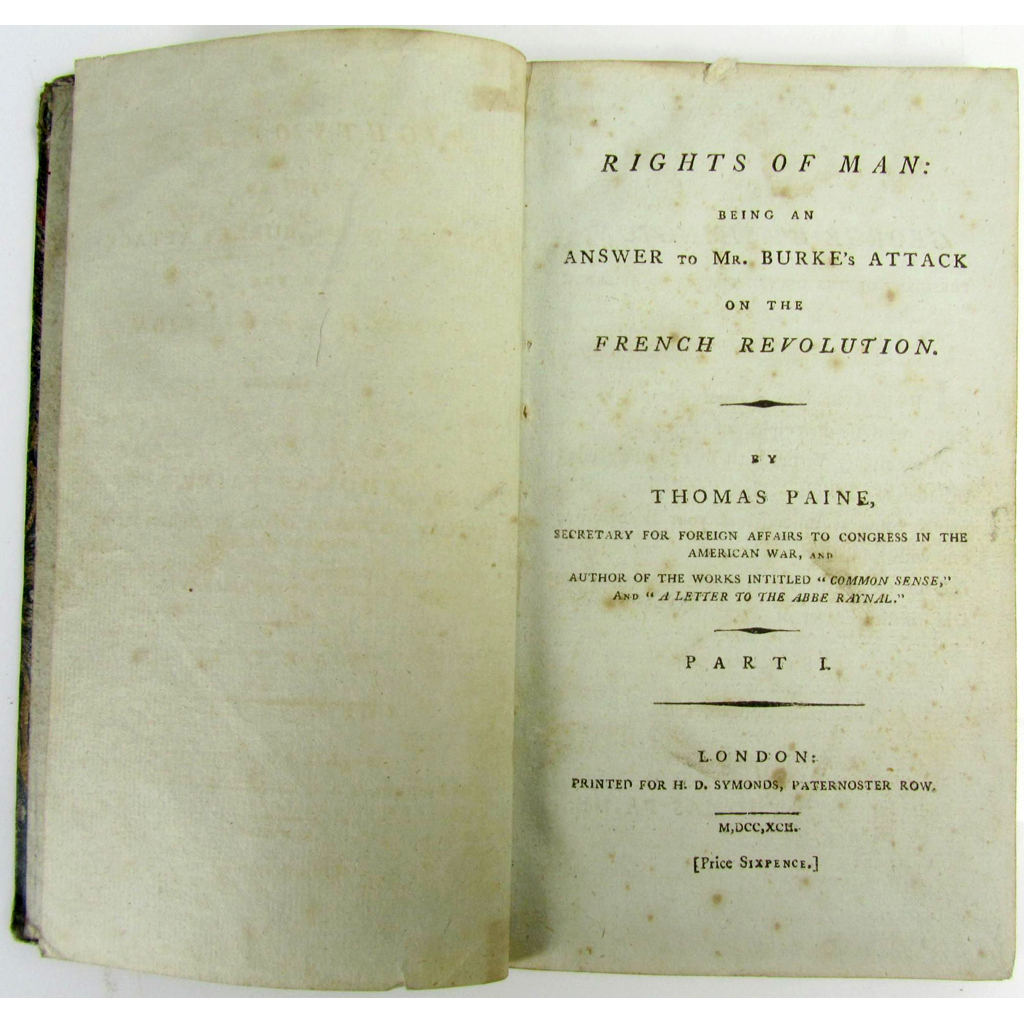 RIGHTS OF MAN:
BEING AN
ANSWER TO MR. BURKE'S ATTACK
ON THE
FRENCH REVOLUTION.
BY
THOMAS PAINE,
SECRETARY FOR FOREIGN AFFAIRS TO CONGRESS IN THE
AMERICAN WAR, AND
AUTHOR OF THE WORKS INTITLED "COMMON SENSE,"
AND "A LETTER TO THE ABBE RAYNAL."
PART I.
LONDON:
PRINTED FOR H. D. SYMONDS, PATERNOSTER ROW.
M,DCC,XCII.
[Price SIXPENCE.]